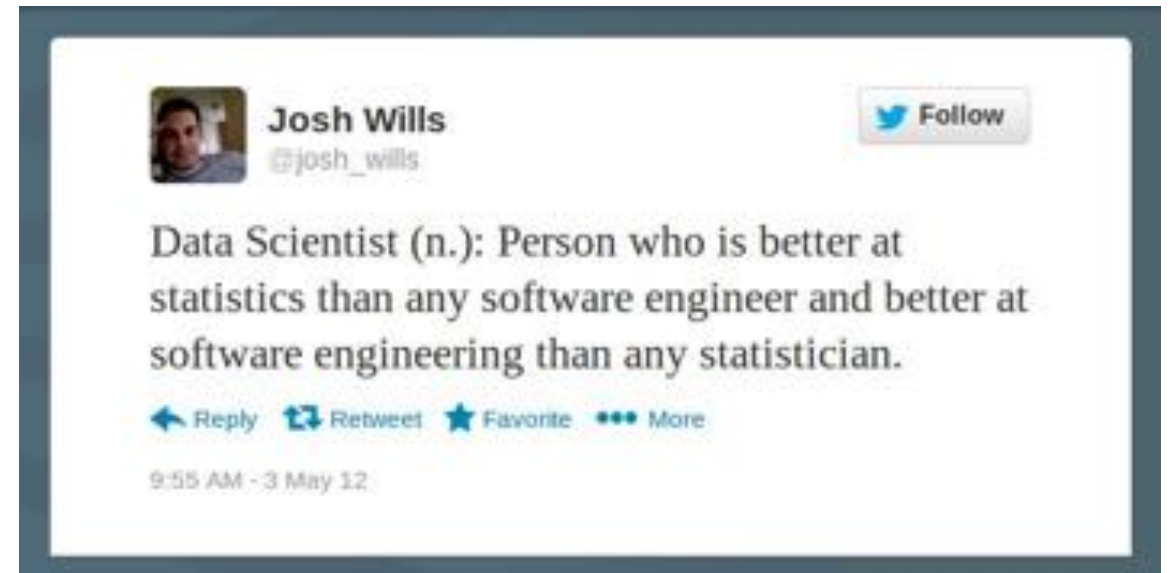 Josh Wills
@josh_wills
Follow
Data Scientist (n.): Person who is better at
statistics than any software engineer and better at
software engineering than any statistician.
Reply Retweet Favorite More
9:55 AM - 3 May 12